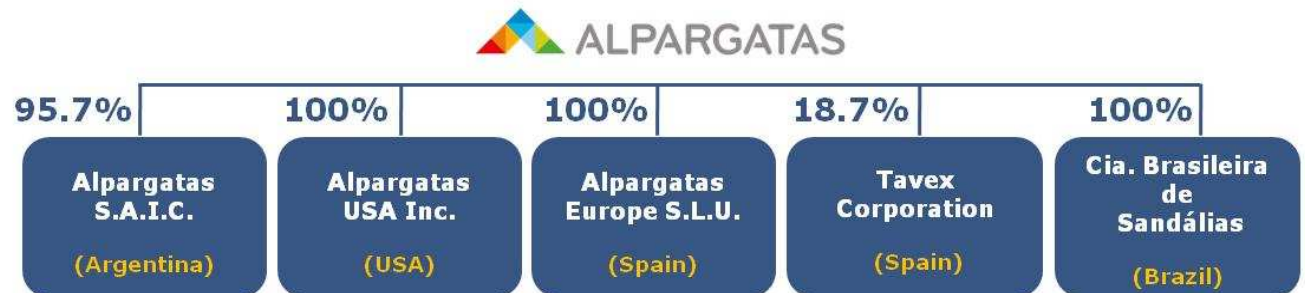 ALPARGATAS
95.7%
100%
100%
18.7%
100%
Alpargatas
S.A.I.C.
(Argentina)
Alpargatas
USA Inc.
(USA)
Alpargatas
Europe S.L.U.
(Spain)
Tavex
Corporation
(Spain)
Cia. Brasileira
de
Sandálias
(Brazil)